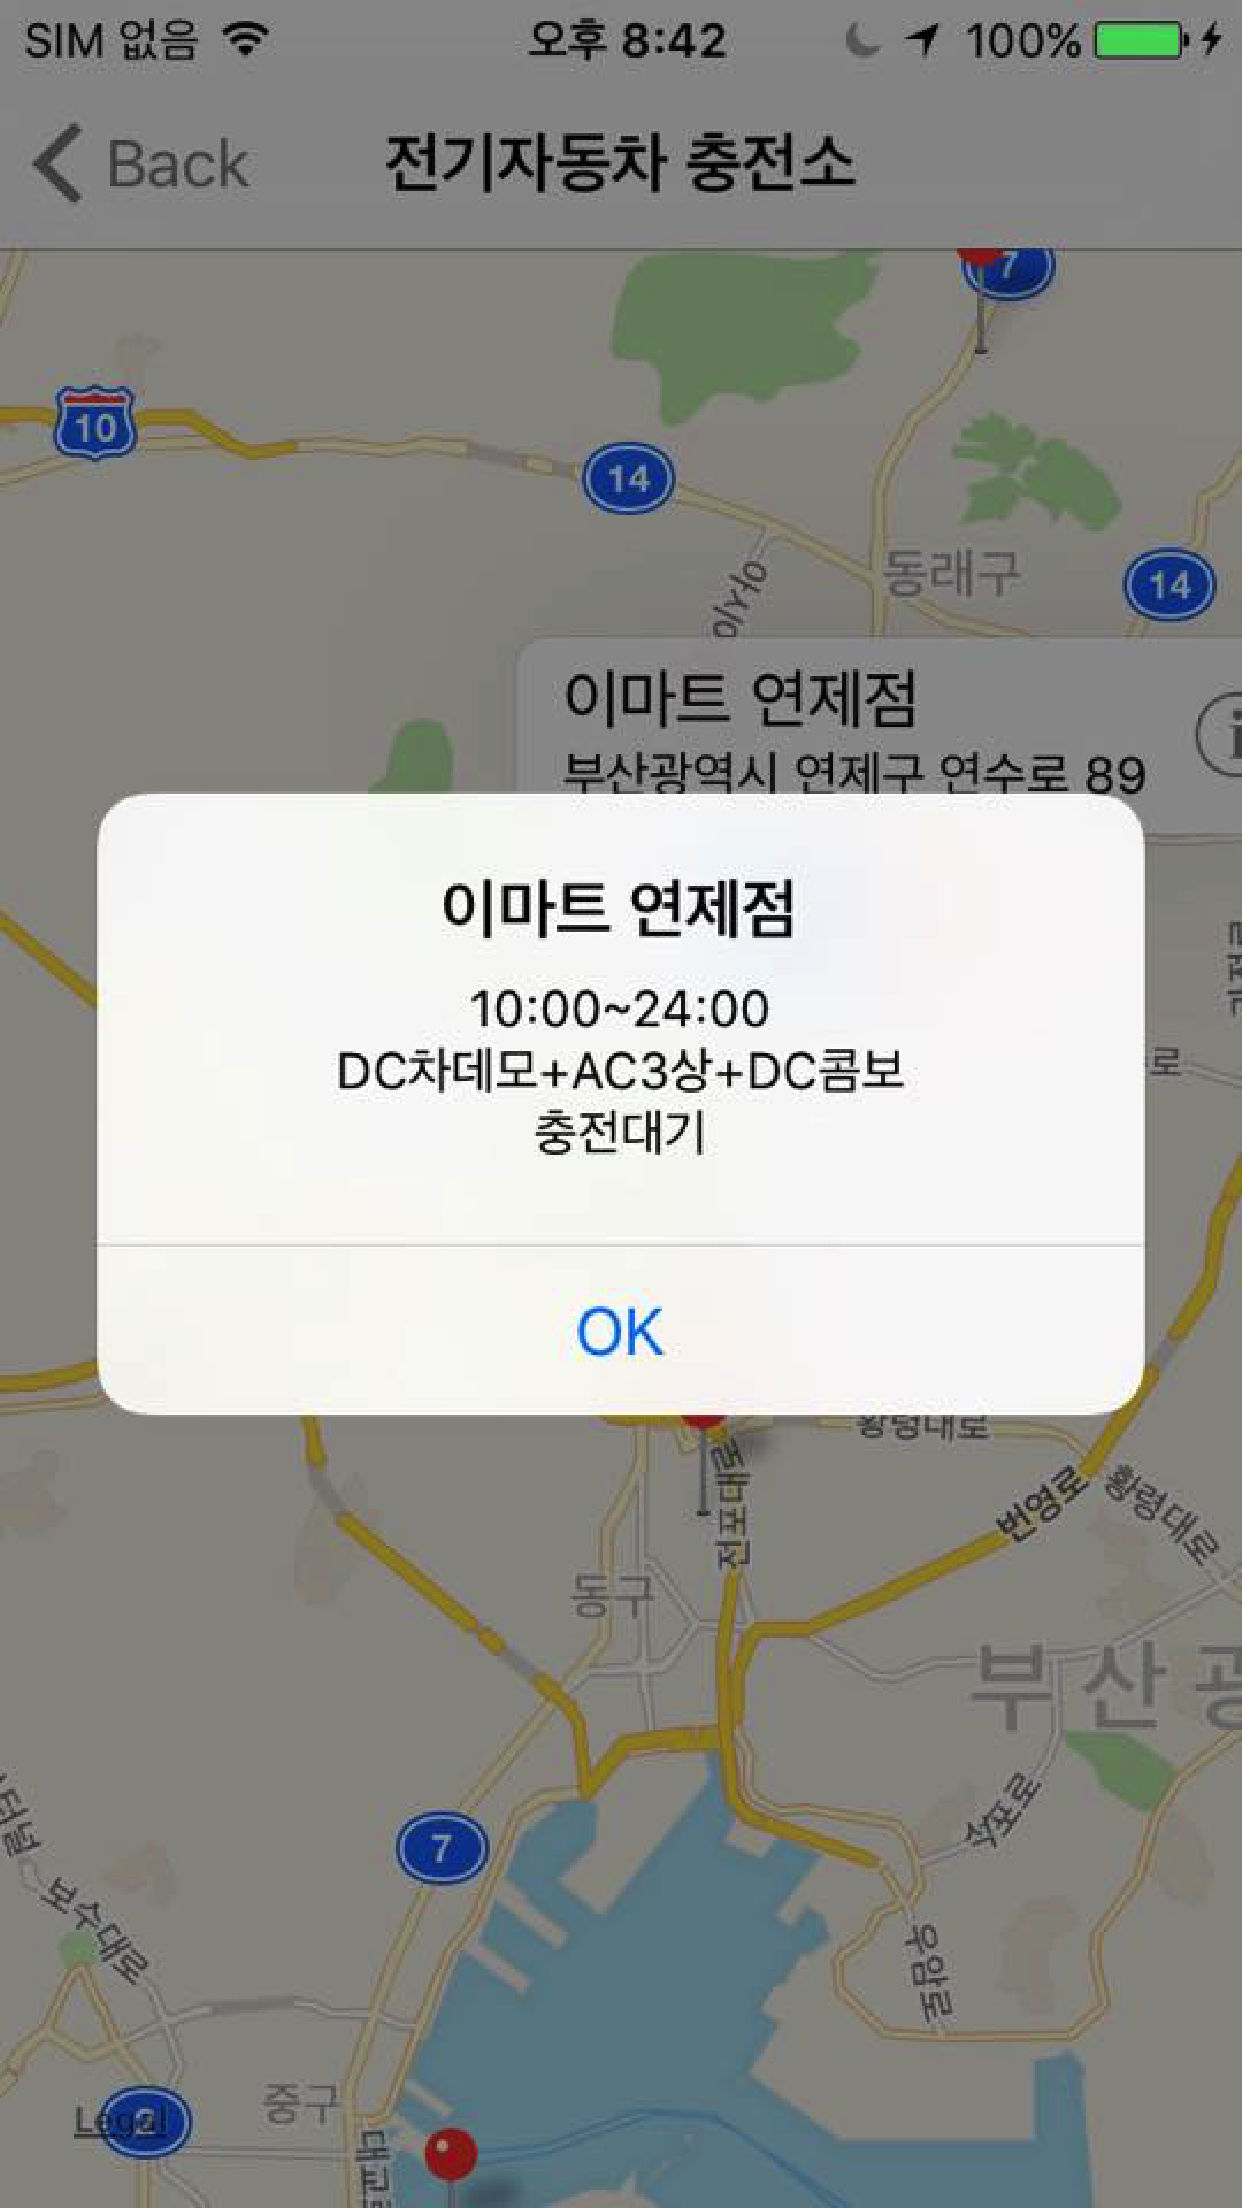 SIM 없음 오후 8:42 100%
Back 전기자동차 충전소
7
10
14
동래구
14
이마트 연제점
부산광역시 연제구 연수로 89
이마트 연제점
10:00~24:00
DC차데모+AC3상+DC콤보
충전대기
OK
황령대로
전포대로
번영로
황령대로
동구
부산광
석포로
7
보수대로
우암로
중구
Legal